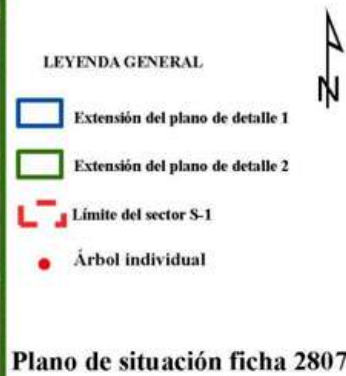 N
LEYENDA GENERAL
Extensión del plano de detalle 1
Extensión del plano de detalle 2
Límite del sector S-1
Árbol individual
Plano de situación ficha 2807